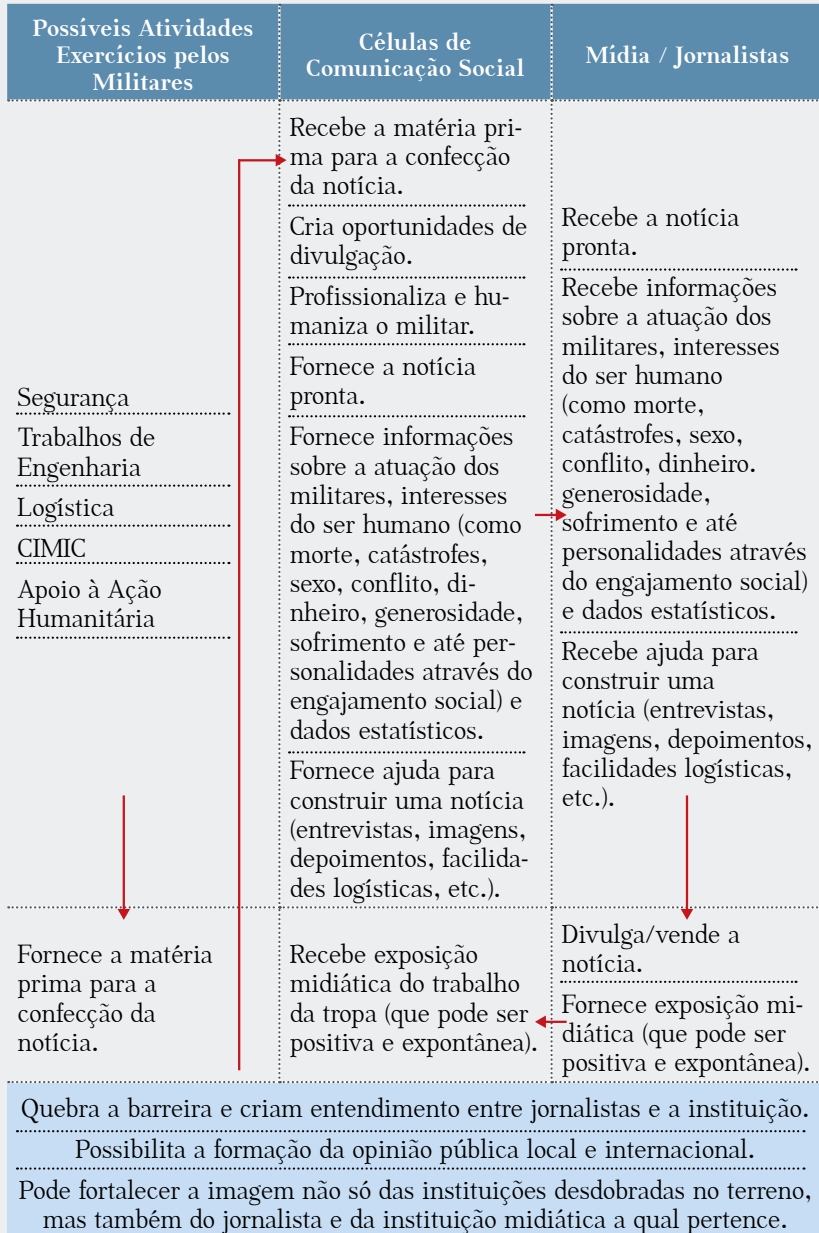 Possíveis Atividades
Exercícios pelos
Militares
Células de
Comunicação Social
Mídia / Jornalistas
Segurança
Trabalhos de
Engenharia
Logística
CIMIC
Apoio à Ação
Humanitária
Recebe a matéria pri-
ma para a confecção
da notícia.
Cria oportunidades de
divulgação.
Profissionaliza e hu-
maniza o militar.
Fornece a notícia
pronta.
Fornece informações
sobre a atuação dos
militares, interesses
do ser humano (como
morte, catástrofes,
sexo, conflito, di-
nheiro, generosidade,
sofrimento e até per-
sonalidades através do
engajamento social) e
dados estatísticos.
Fornece ajuda para
construir uma notícia
(entrevistas, imagens,
depoimentos, facilida-
des logísticas, etc.).
Recebe a notícia
pronta.
Recebe informações
sobre a atuação dos
militares, interesses
do ser humano
(como morte,
catástrofes, sexo,
conflito, dinheiro.
generosidade,
sofrimento e até
personalidades através
do engajamento social)
e dados estatísticos.
Recebe ajuda para
construir uma
notícia (entrevistas,
imagens, depoimentos,
facilidades logísticas,
etc.).
Fornece a matéria
prima para a
confecção da
notícia.
Recebe exposição
midiática do trabalho
da tropa (que pode ser
positiva e expontânea).
Divulga/vende a
notícia.
Fornece exposição mi-
diática (que pode ser
positiva e expontânea).
Quebra a barreira e criam entendimento entre jornalistas e a instituição.
Possibilita a formação da opinião pública local e internacional.
Pode fortalecer a imagem não só das instituições desdobradas no terreno,
mas também do jornalista e da instituição midiática a qual pertence.